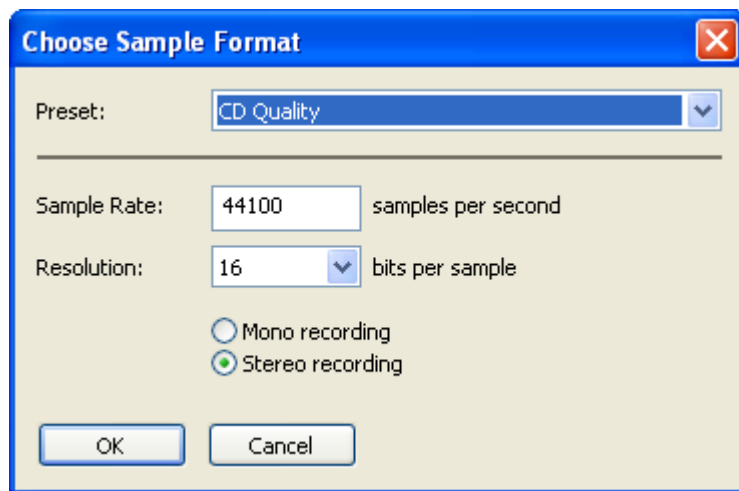 Choose Sample Format
Preset: CD Quality
Sample Rate: 44100 samples per second
Resolution: 16 bits per sample
Mono recording
Stereo recording
OK Cancel